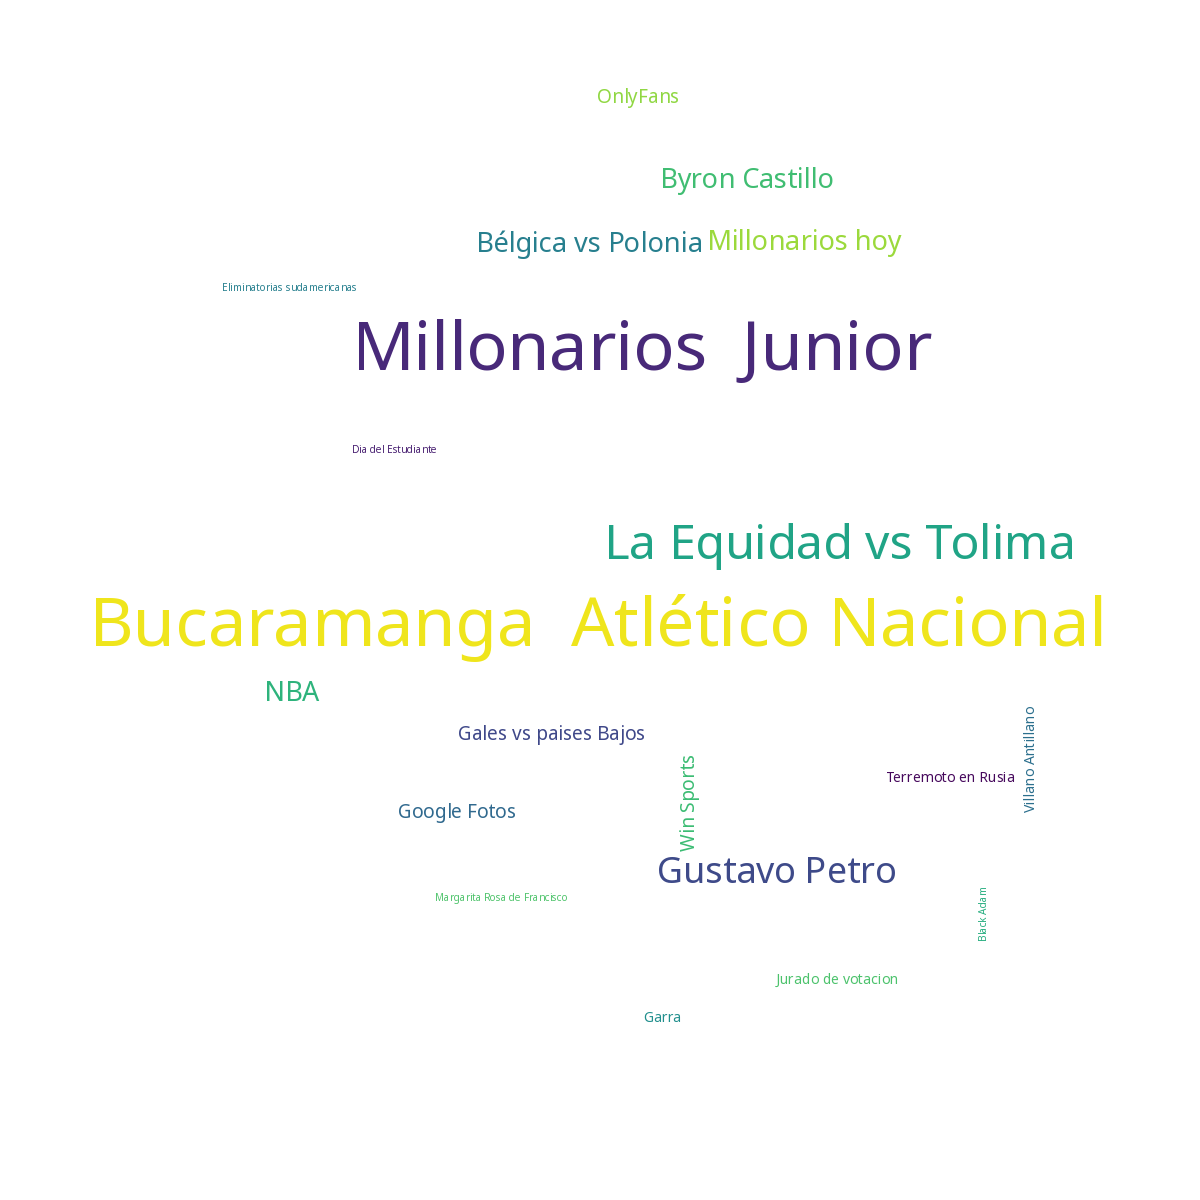 OnlyFans
Byron Castillo
Bélgica vs Polonia
Millonarios hoy
Eliminatorias sudamericanas
Millonarios Junior
Dia del Estudiante
La Equidad vs Tolima
Bucaramanga Atlético Nacional
NBA
Gales vs paises Bajos
Villano Antillano
Win Sports
Terremoto en Rusia
Google Fotos
Gustavo Petro
Margarita Rosa de Francisco
Black Adam
Jurado de votacion
Garra